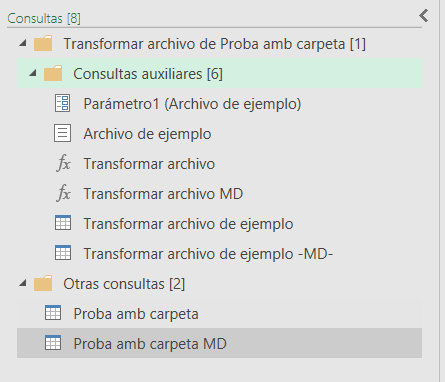 Consultas [8]
Transformar archivo de Proba amb carpeta [1]
Consultas auxiliares [6]
Parámetro1 (Archivo de ejemplo)
Archivo de ejemplo
fx Transformar archivo
fx Transformar archivo MD
Transformar archivo de ejemplo
Transformar archivo de ejemplo -MD-
Otras consultas [2]
Proba amb carpeta
Proba amb carpeta MD